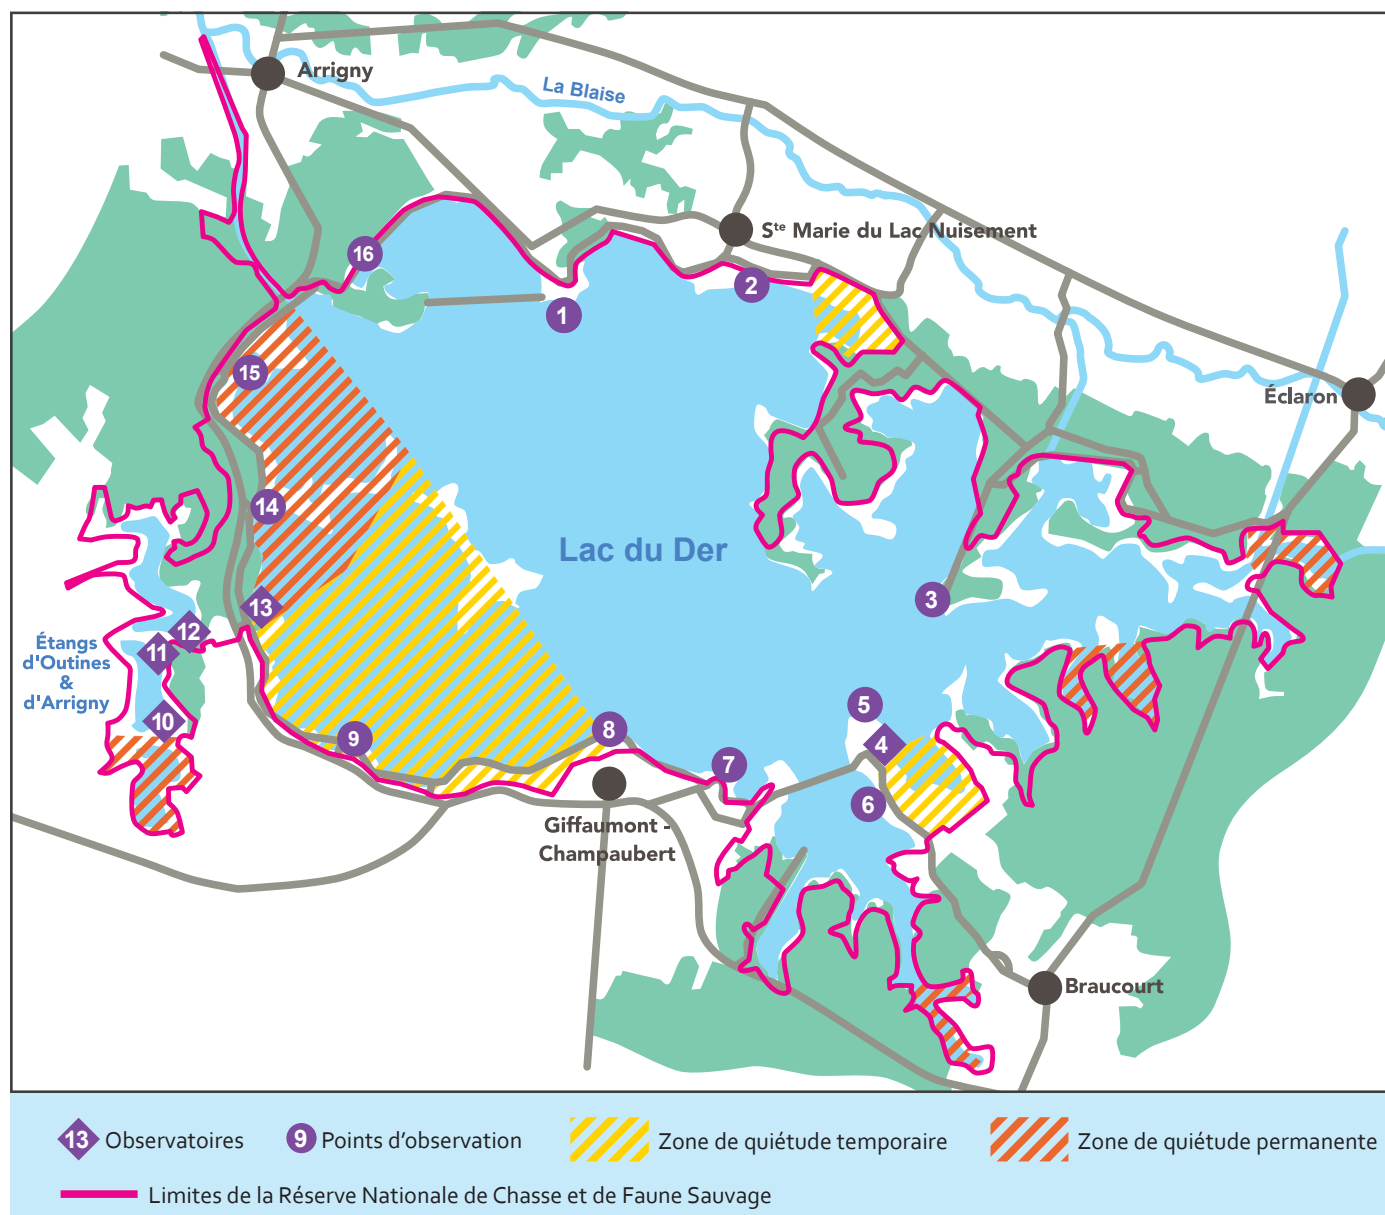 Arrigny
La Blaise
Ste Marie du Lac Nuisement
16
2
1
15
Éclaron
14
Lac du Der
3
13
12
11
Étangs
d'Outines
&
d'Arrigny
10
5
8
9
4
7
6
Giffaumont -
Champaubert
Braucourt
13 Observatoires
9 Points d'observation
Zone de quiétude temporaire
Zone de quiétude permanente
Limites de la Réserve Nationale de Chasse et de Faune Sauvage